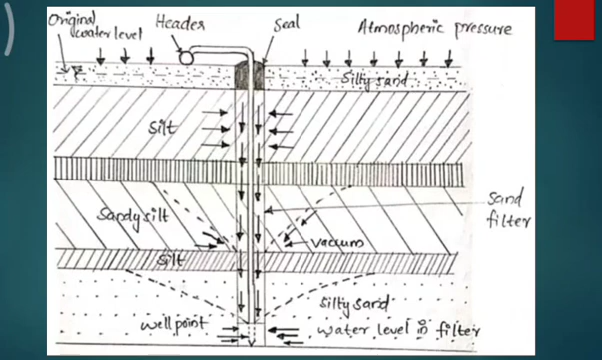 )
Original
water level
Header
Seal
Atmospheric pressure
Silty sand
Silt
Sandy silt
Sand
filter
Vacuum
Silt
Silty sand
Well point
Water level in filter